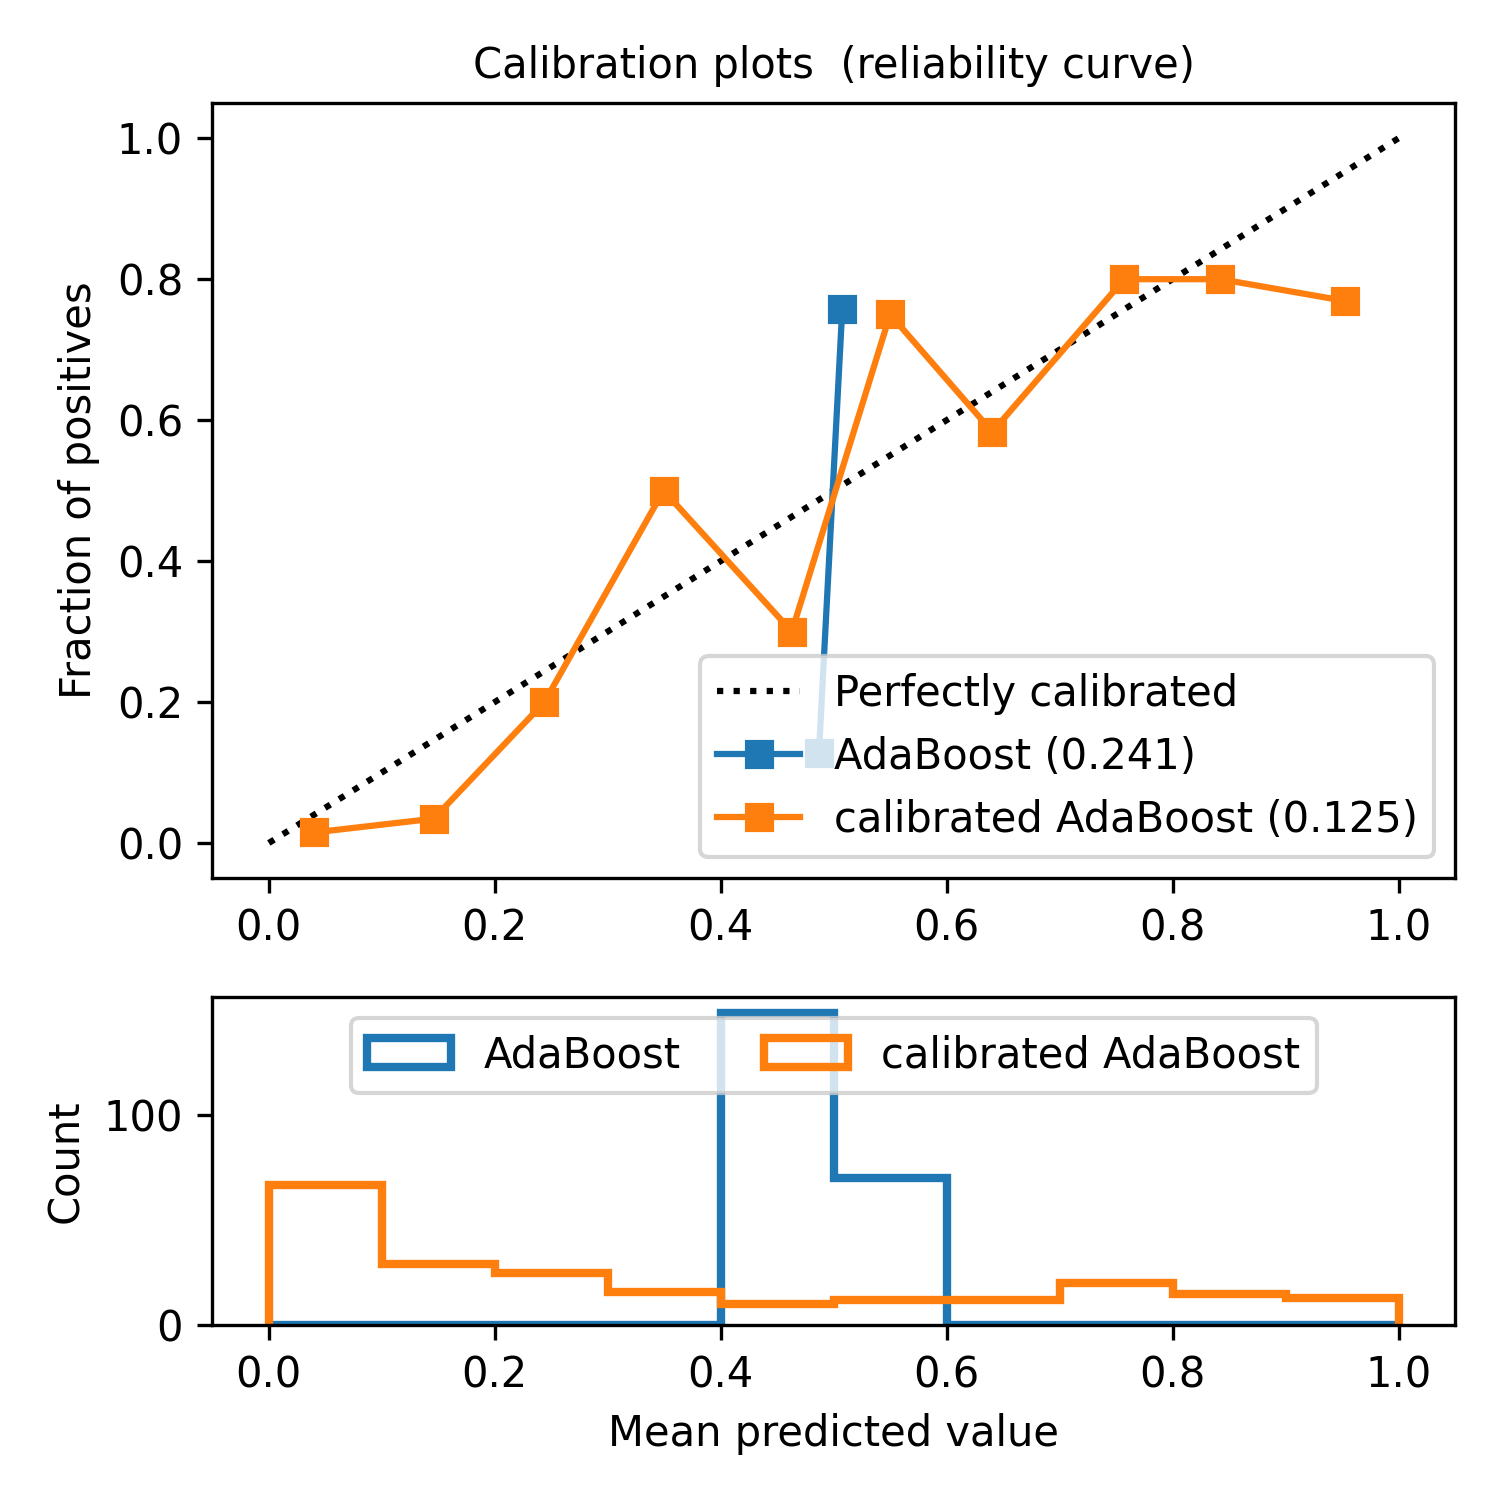 Calibration plots  (reliability curve)
1.0
0.8
0.6
0.4
0.2
0.0
Fraction of positives
Perfectly calibrated
AdaBoost (0.241)
calibrated AdaBoost (0.125)
0.0 0.2 0.4 0.6 0.8 1.0
AdaBoost calibrated AdaBoost
100
0
Count
0.0 0.2 0.4 0.6 0.8 1.0
Mean predicted value